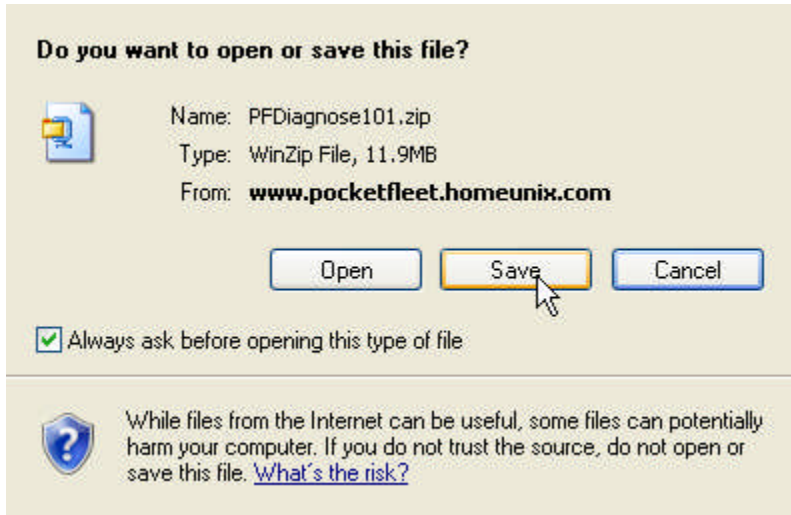 Do you want to open or save this file?
Name: PFDiagnose101.zip
Type: WinZip File, 11.9MB
From: www.pocketfleet.homeunix.com
Open Save Cancel
Always ask before opening this type of file
While files from the Internet can be useful, some files can potentially
harm your computer. If you do not trust the source, do not open or
save this file. What's the risk?